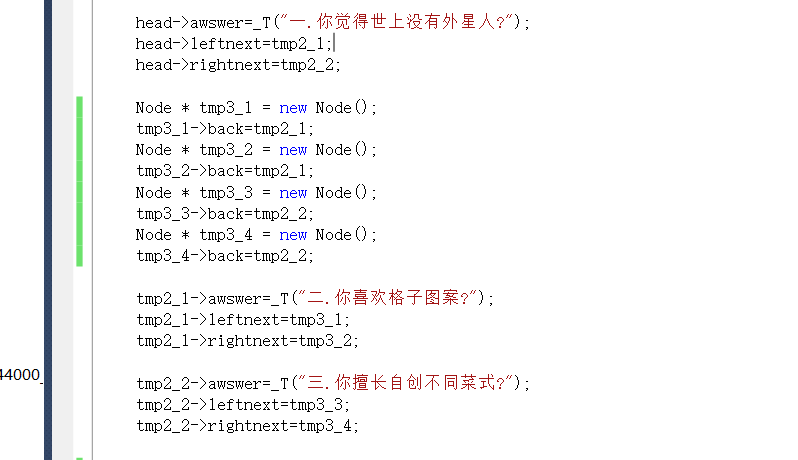 head->awswer=_T("一.你觉得世上没有外星人?");
head->leftnext=tmp2_1;
head->rightnext=tmp2_2;
Node * tmp3_1 = new Node();
tmp3_1->back=tmp2_1;
Node * tmp3_2 = new Node();
tmp3_2->back=tmp2_1;
Node * tmp3_3 = new Node();
tmp3_3->back=tmp2_2;
Node * tmp3_4 = new Node();
tmp3_4->back=tmp2_2;
tmp2_1->awswer=_T("二.你喜欢格子图案?");
tmp2_1->leftnext=tmp3_1;
tmp2_1->rightnext=tmp3_2;
44000_
tmp2_2->awswer=_T("三.你擅长自创不同菜式?");
tmp2_2->leftnext=tmp3_3;
tmp2_2->rightnext=tmp3_4;